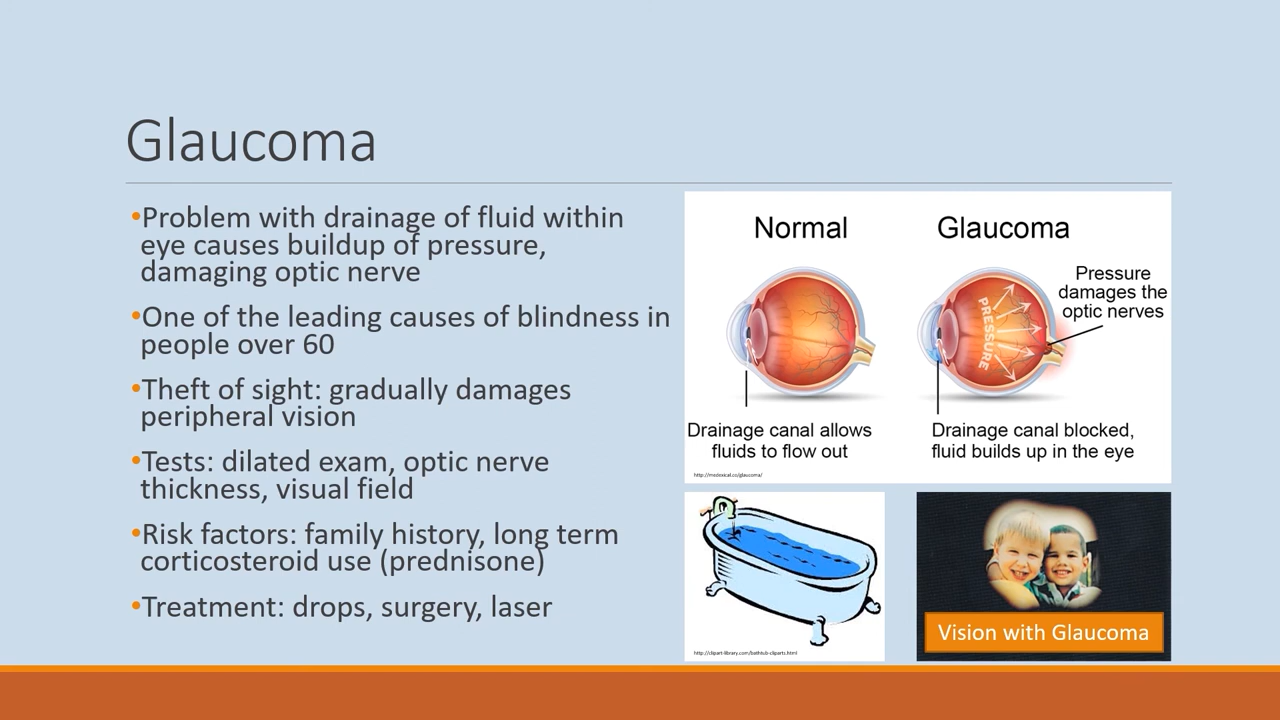 Glaucoma
•Problem with drainage of fluid within
eye causes buildup of pressure,
damaging optic nerve
•One of the leading causes of blindness in
people over 60
•Theft of sight: gradually damages
peripheral vision
•Tests: dilated exam, optic nerve
thickness, visual field
•Risk factors: family history, long term
corticosteroid use (prednisone)
•Treatment: drops, surgery, laser
Normal
Glaucoma
Pressure
damages the
optic nerves
PRESSURE
Drainage canal allows
fluids to flow out
Drainage canal blocked,
fluid builds up in the eye
http://clipart-library.com/bathtub-cliparts.html
Vision with Glaucoma